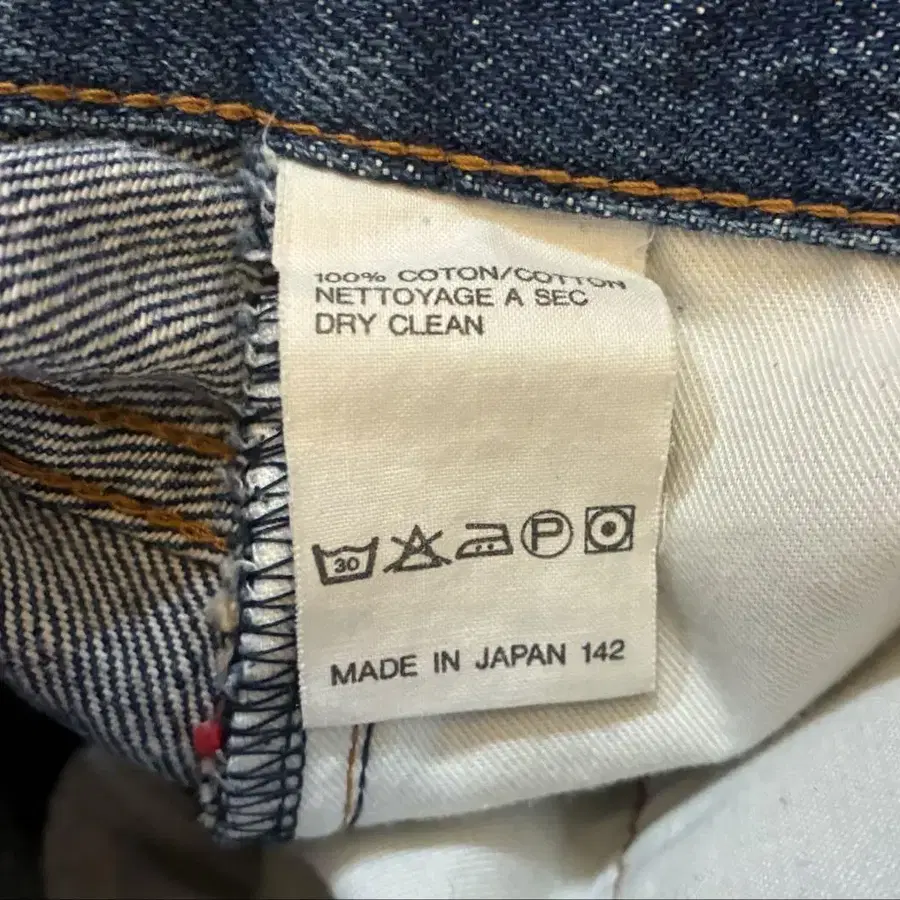 100% COTON/COTTON
NETTOYAGE A SEC
DRY CLEAN
30 P
MADE IN JAPAN 142